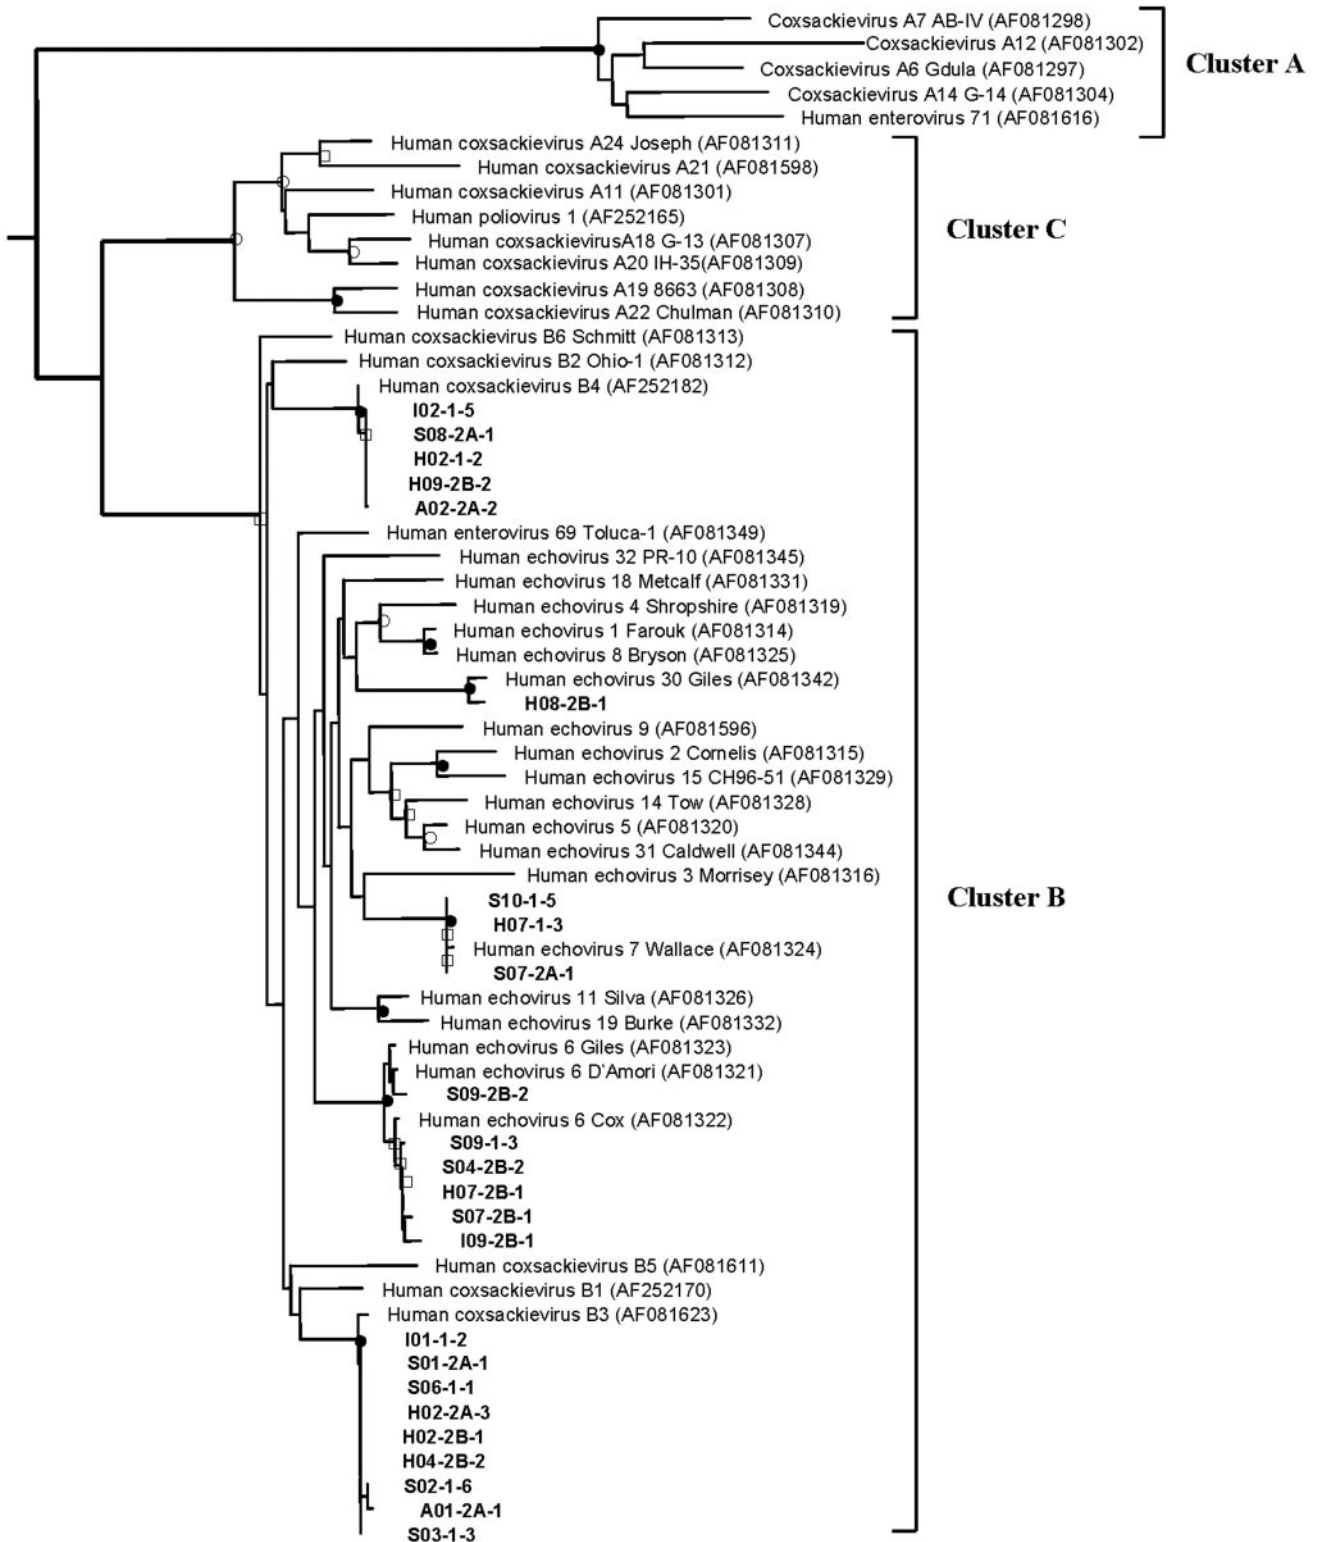 Coxsackievirus A7 AB-IV (AF081298)
Coxsackievirus A12 (AF081302)
Coxsackievirus A6 Gdula (AF081297)
Coxsackievirus A14 G-14 (AF081304)
Human enterovirus 71 (AF081616)
Cluster A
Human coxsackievirus A24 Joseph (AF081311)
Human coxsackievirus A21 (AF081598)
Human coxsackievirus A11 (AF081301)
Human poliovirus 1 (AF252165)
Human coxsackievirusA18 G-13 (AF081307)
Human coxsackievirus A20 IH-35(AF081309)
Human coxsackievirus A19 8663 (AF081308)
Human coxsackievirus A22 Chulman (AF081310)
Cluster C
Human coxsackievirus B6 Schmitt (AF081313)
Human coxsackievirus B2 Ohio-1 (AF081312)
Human coxsackievirus B4 (AF252182)
I02-1-5
S08-2A-1
H02-1-2
H09-2B-2
A02-2A-2
Human enterovirus 69 Toluca-1 (AF081349)
Human echovirus 32 PR-10 (AF081345)
Human echovirus 18 Metcalf (AF081331)
Human echovirus 4 Shropshire (AF081319)
Human echovirus 1 Farouk (AF081314)
Human echovirus 8 Bryson (AF081325)
Human echovirus 30 Giles (AF081342)
H08-2B-1
Human echovirus 9 (AF081596)
Human echovirus 2 Cornelis (AF081315)
Human echovirus 15 CH96-51 (AF081329)
Human echovirus 14 Tow (AF081328)
Human echovirus 5 (AF081320)
Human echovirus 31 Caldwell (AF081344)
Human echovirus 3 Morrisey (AF081316)
S10-1-5
H07-1-3
Human echovirus 7 Wallace (AF081324)
S07-2A-1
Human echovirus 11 Silva (AF081326)
Human echovirus 19 Burke (AF081332)
Human echovirus 6 Giles (AF081323)
Human echovirus 6 D`Amori (AF081321)
S09-2B-2
Human echovirus 6 Cox (AF081322)
S09-1-3
S04-2B-2
H07-2B-1
S07-2B-1
I09-2B-1
Human coxsackievirus B5 (AF081611)
Human coxsackievirus B1 (AF252170)
Human coxsackievirus B3 (AF081623)
I01-1-2
S01-2A-1
S06-1-1
H02-2A-3
H02-2B-1
H04-2B-2
S02-1-6
A01-2A-1
S03-1-3
Cluster B